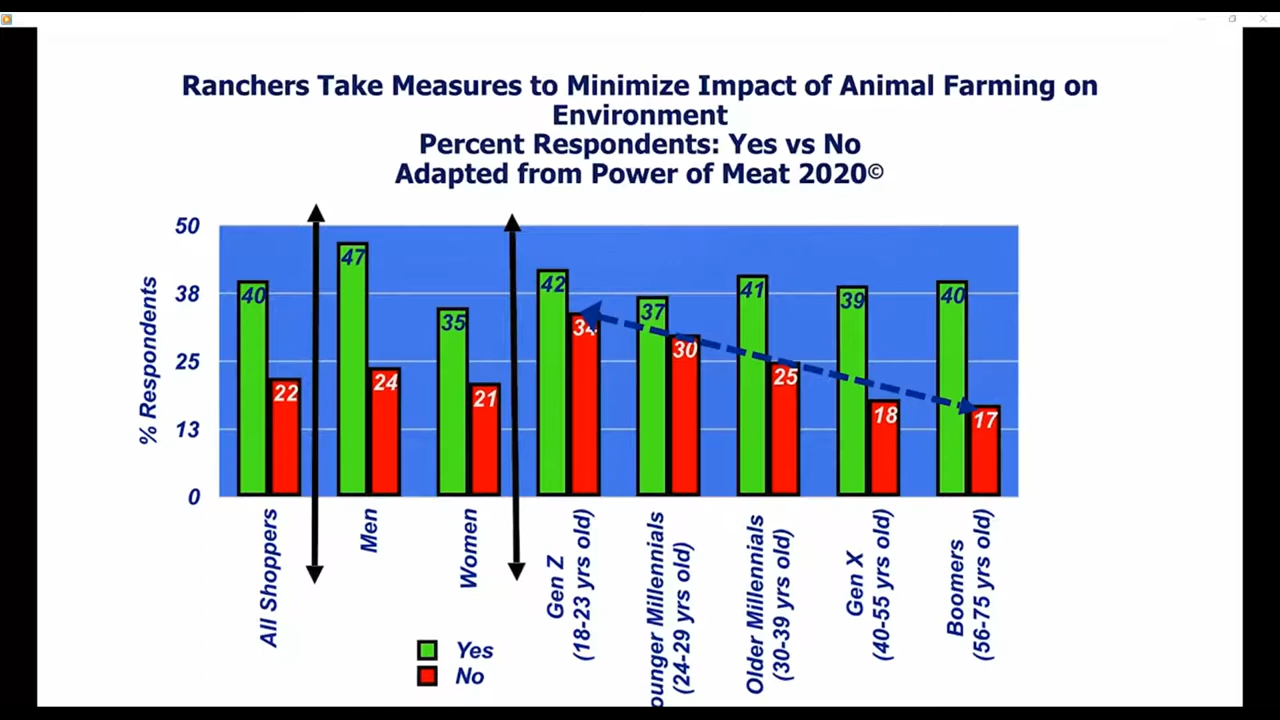 Ranchers Take Measures to Minimize Impact of Animal Farming on
Environment
Percent Respondents: Yes vs No
Adapted from Power of Meat 2020©
% Respondents
50
38
25
13
0
40
22
47
24
35
21
42
34
37
30
41
25
39
18
40
17
All Shoppers
Men
Women
Gen Z
(18-23 yrs old)
ounger Millennials
(24-29 yrs old)
Older Millennials
(30-39 yrs old)
Gen X
(40-55 yrs old)
Boomers
(56-75 yrs old)
Yes
No